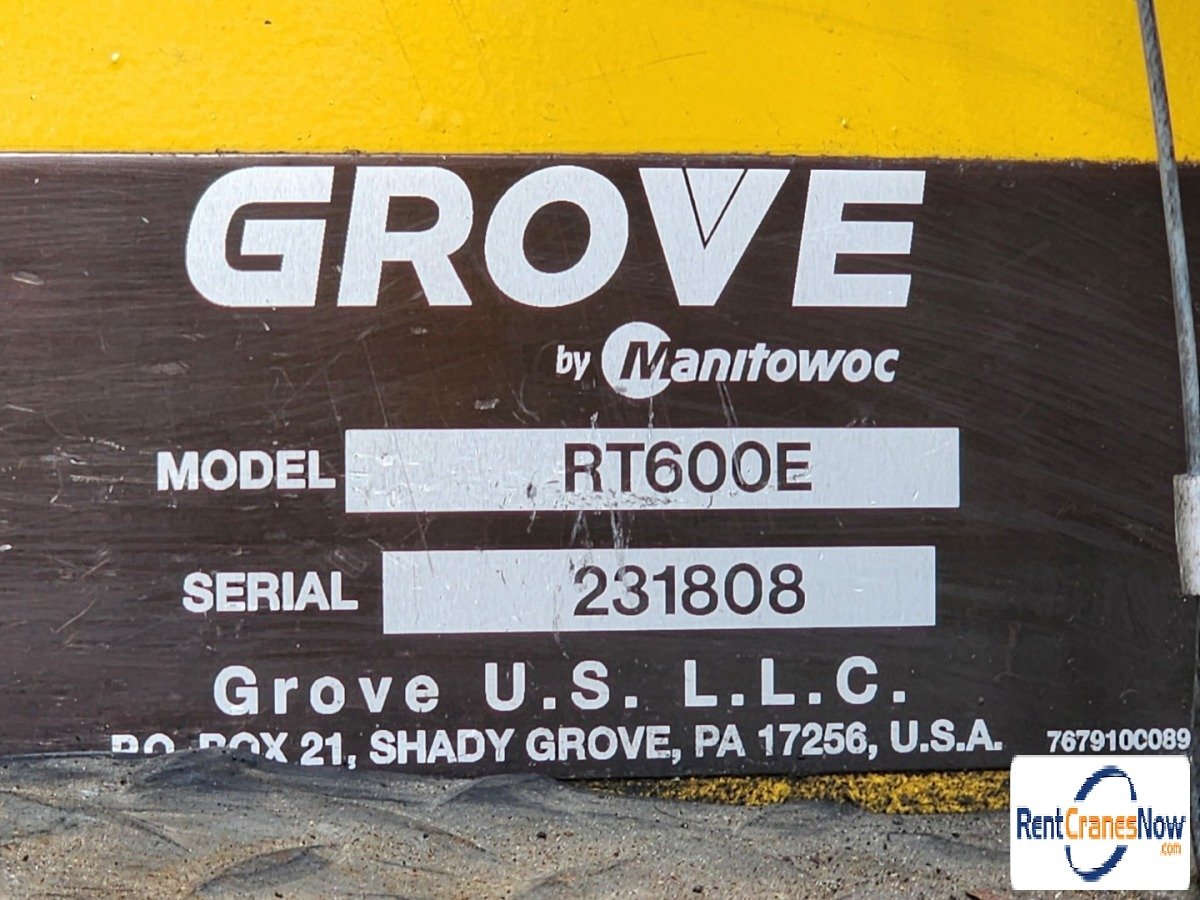 GROVE
by Manitowoc
MODEL RT600E
SERIAL 231808
Grove U.S. L.L.C.
P.O. BOX 21, SHADY GROVE, PA 17256, U.S.A. 767910C089
RentCranesNow
.com